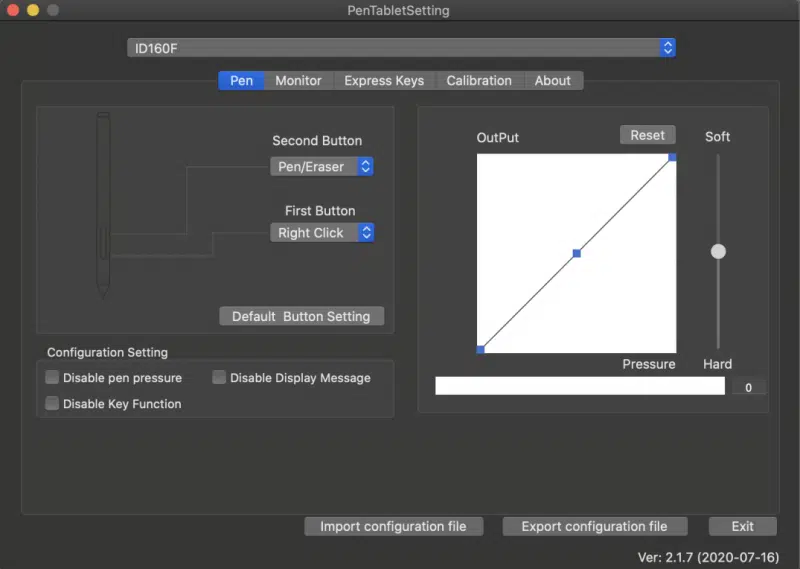 PenTabletSetting
ID160F
Pen Monitor Express Keys Calibration About
Second Button
Pen/Eraser
First Button
Right Click
Default Button Setting
Configuration Setting
Disable pen pressure Disable Display Message
Disable Key Function
OutPut Reset Soft
Pressure Hard
0
Import configuration file Export configuration file Exit
Ver: 2.1.7 (2020-07-16)